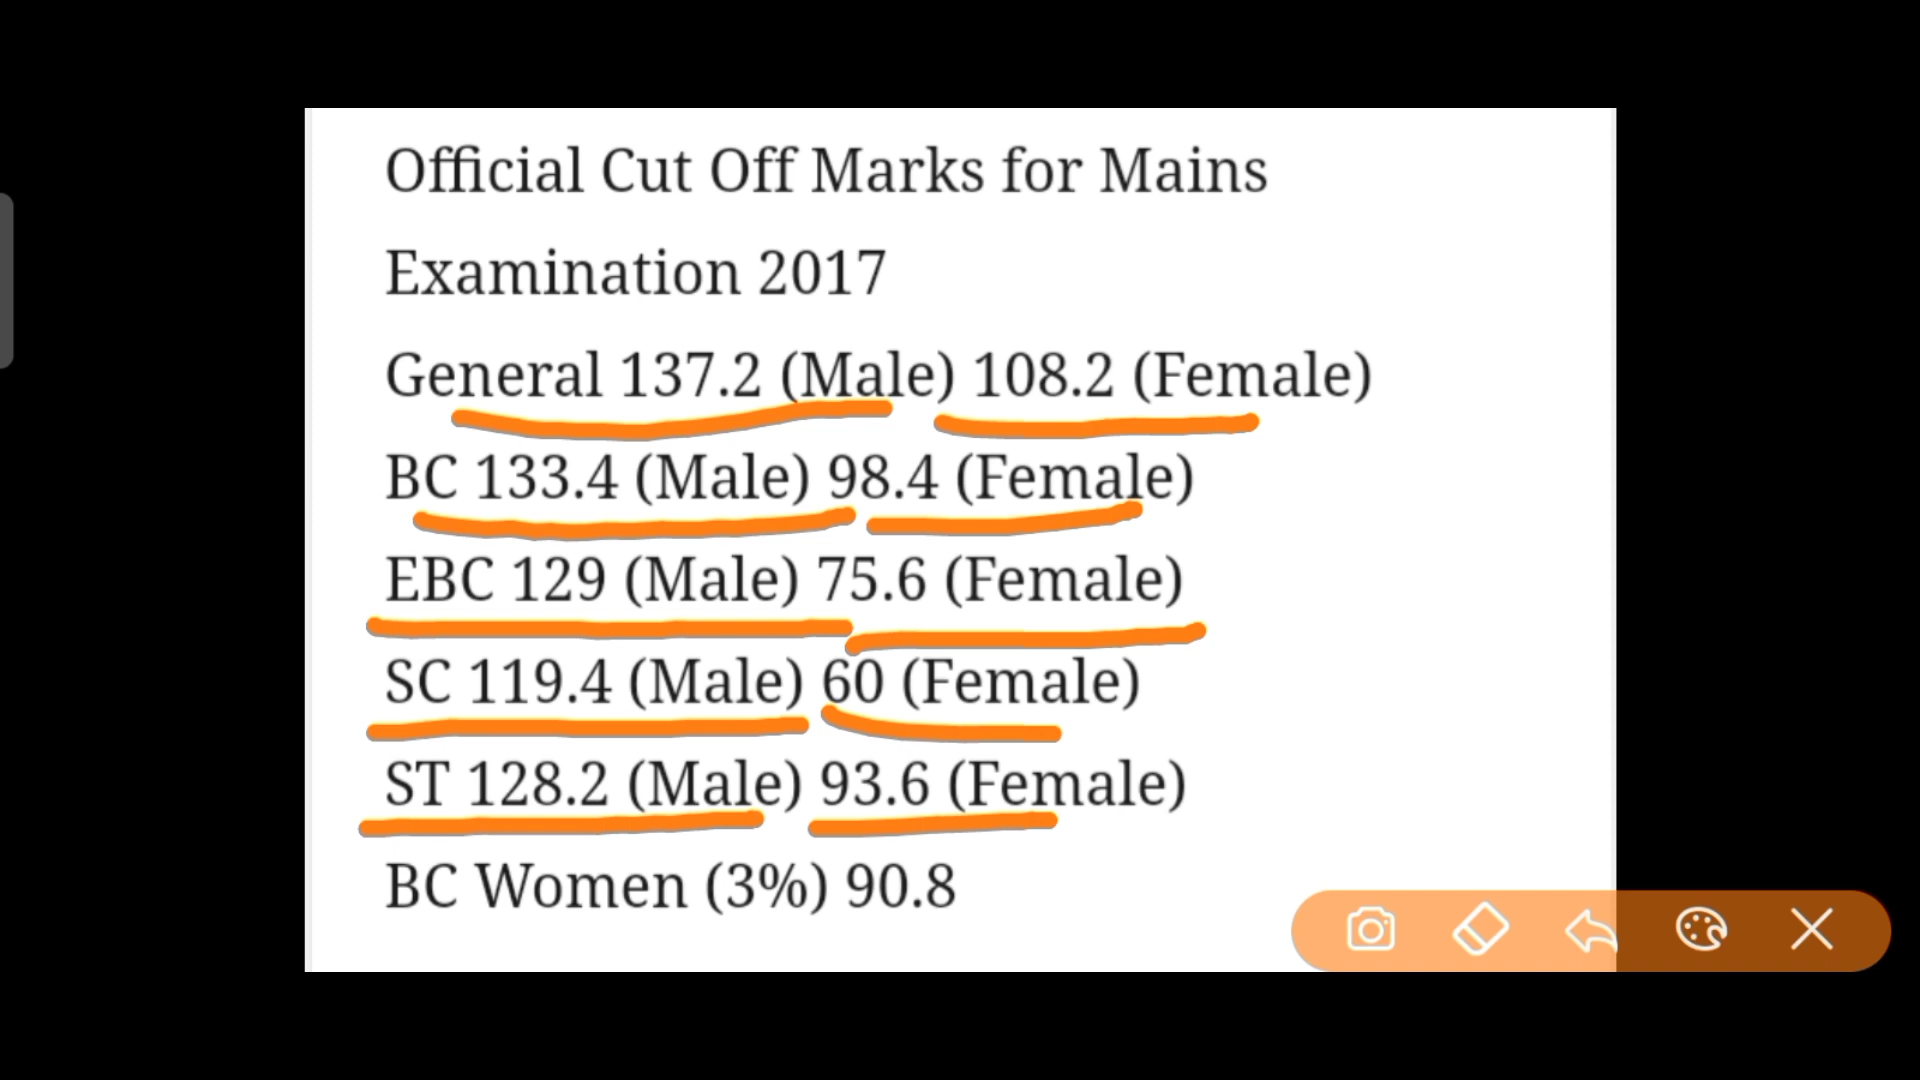 Official Cut Off Marks for Mains
Examination 2017
General 137.2 (Male) 108.2 (Female)
BC 133.4 (Male) 98.4 (Female)
EBC 129 (Male) 75.6 (Female)
SC 119.4 (Male) 60 (Female)
ST 128.2 (Male) 93.6 (Female)
BC Women (3%) 90.8